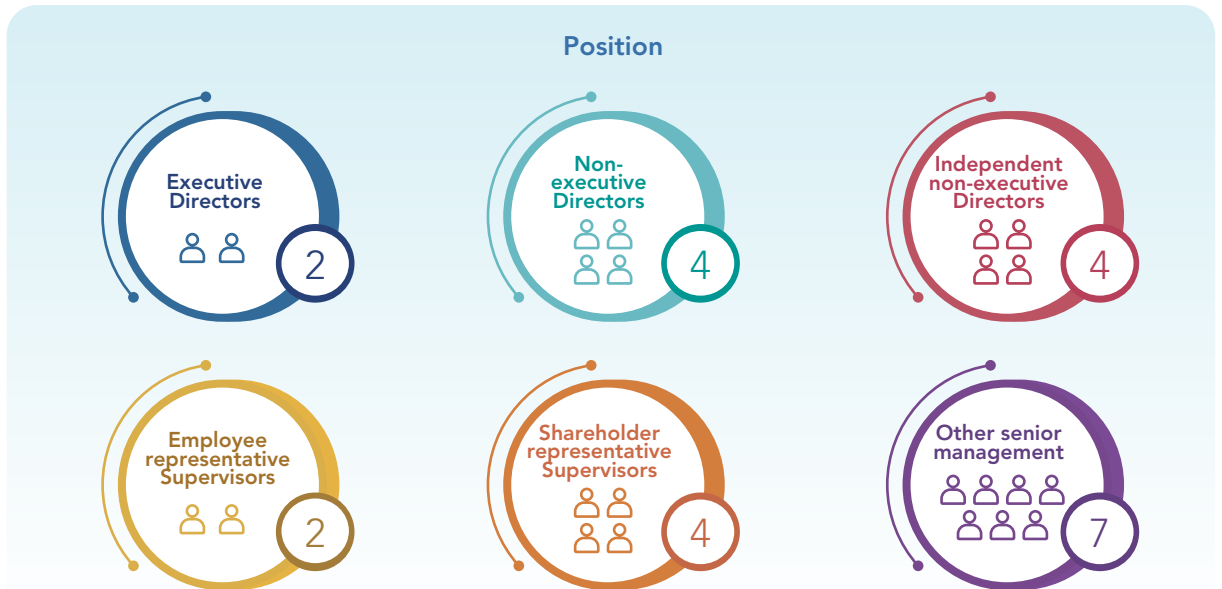 Position
Executive
Directors
2
Non-
executive
Directors
4
Independent
non-executive
Directors
4
Employee
representative
Supervisors
2
Shareholder
representative
Supervisors
4
Other senior
management
7